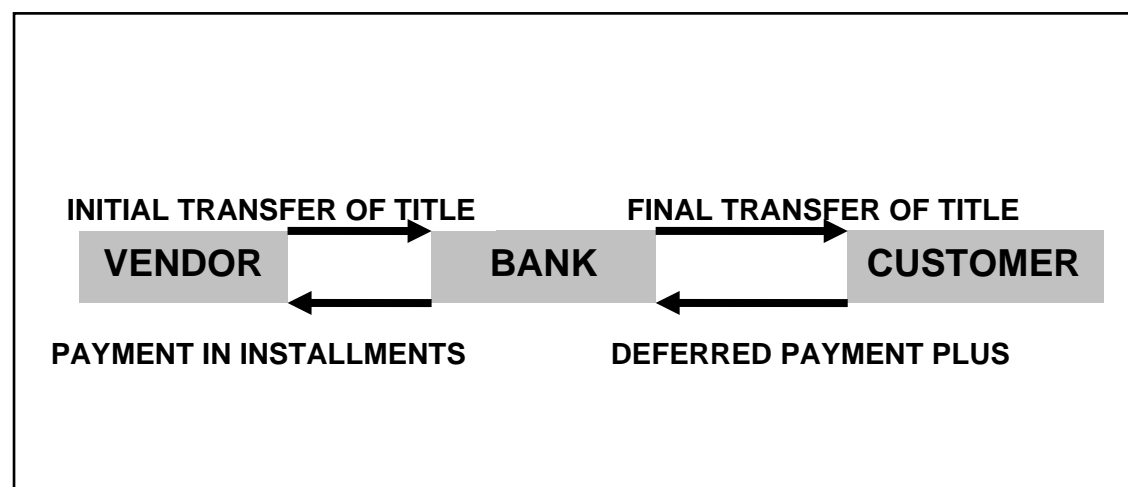 INITIAL TRANSFER OF TITLE FINAL TRANSFER OF TITLE
VENDOR BANK CUSTOMER
PAYMENT IN INSTALLMENTS DEFERRED PAYMENT PLUS